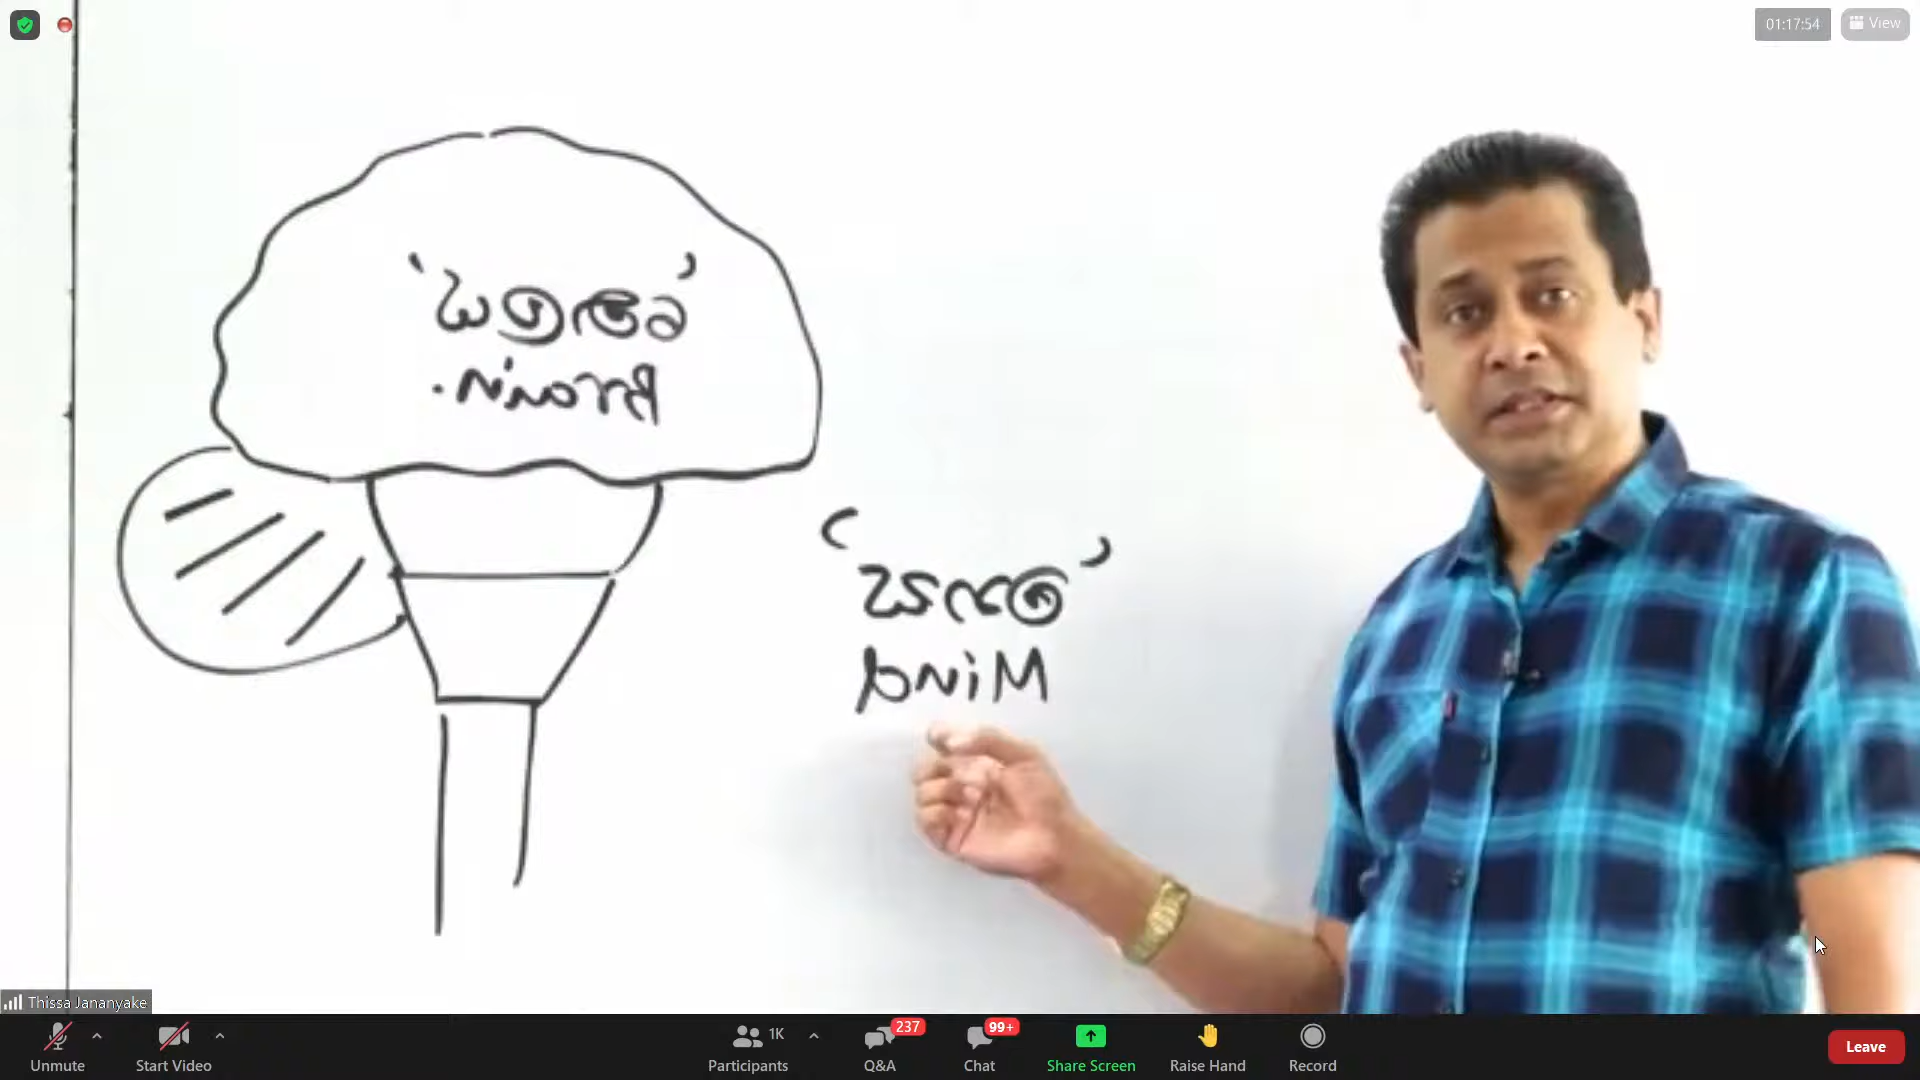 01:17:54
View
'මොළය'
Brain.
'මනස'
Mind
Thissa Jananyake
Unmute
Start Video
1K
Participants
237
Q&A
99+
Chat
Share Screen
Raise Hand
Record
Leave